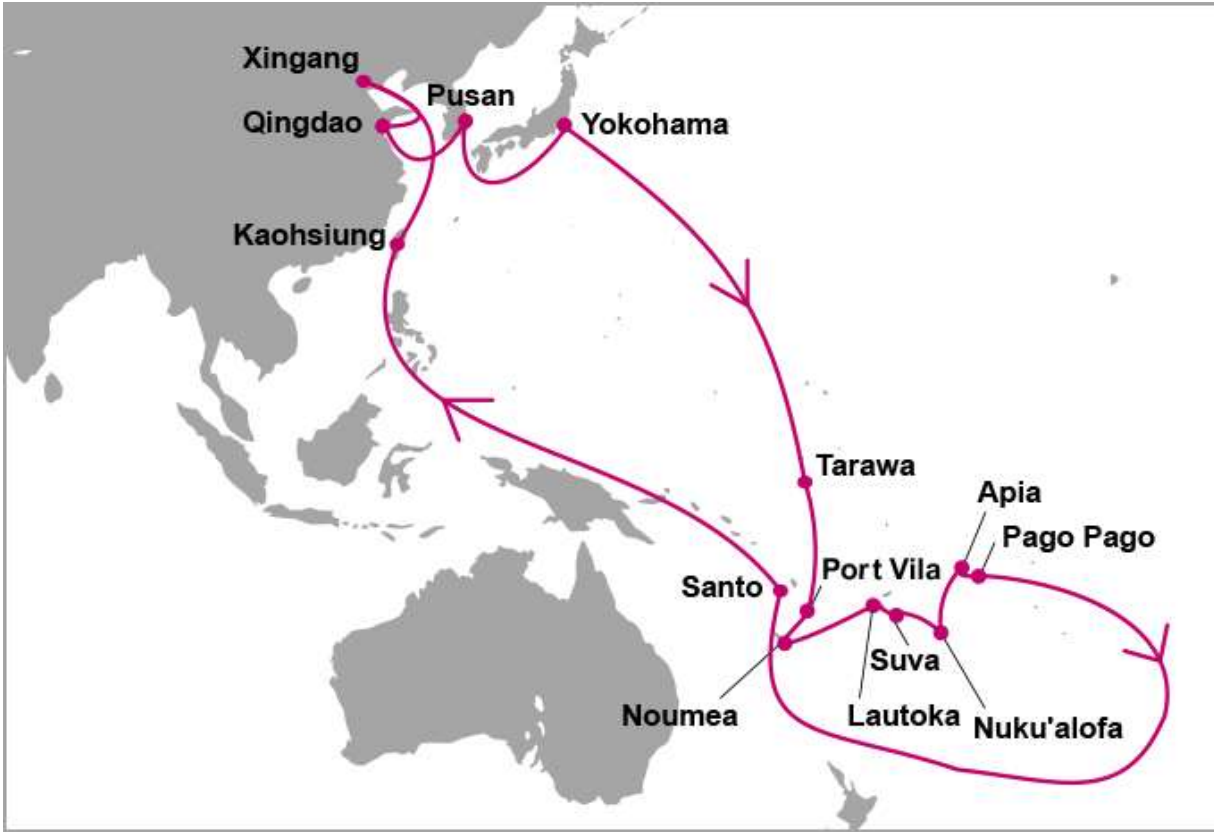 Xingang
Pusan
Qingdao
Yokohama
Kaohsiung
Tarawa
Apia
Pago Pago
Port Vila
Santo
Suva
Noumea
Lautoka
Nuku'alofa